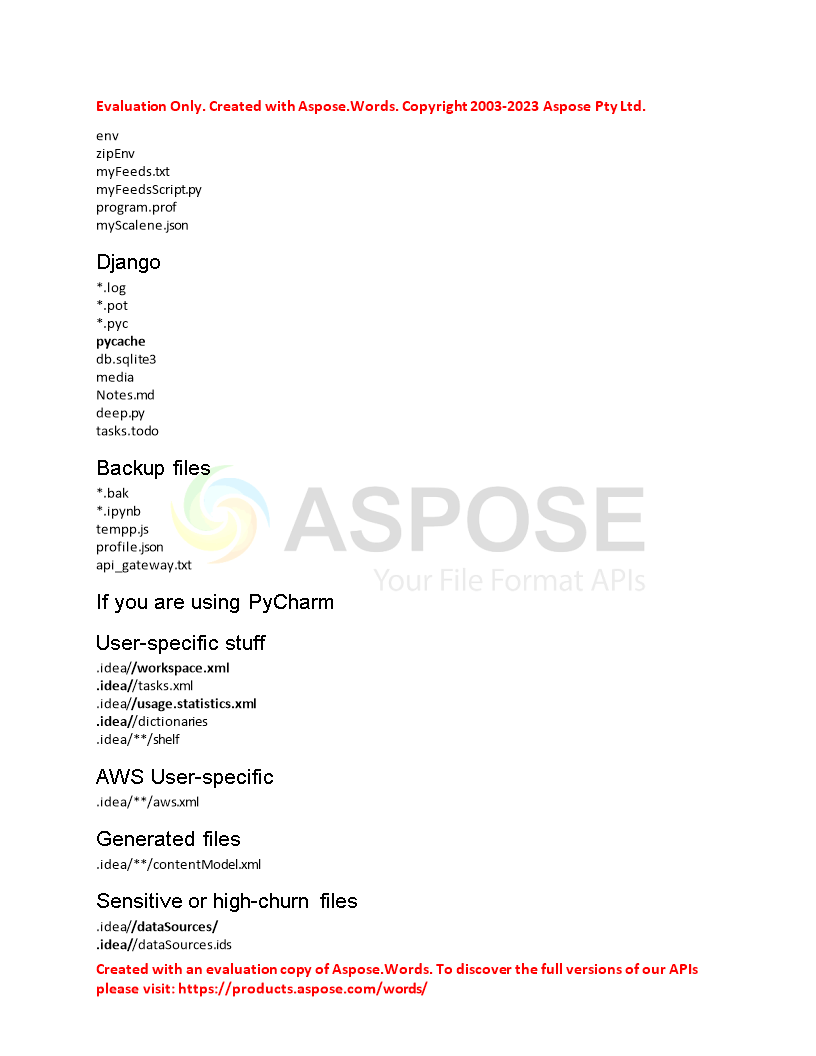 Evaluation Only. Created with Aspose.Words. Copyright 2003-2023 Aspose Pty Ltd.
env
zipEnv
myFeeds.txt
myFeedsScript.py
program.prof
myScalene.json
Django
*.log
*.pot
*.pyc
pycache
db.sqlite3
media
Notes.md
deep.py
tasks.todo
Backup files
*.bak
*.ipynb
tempp.js
profile.json
api_gateway.txt
ASPOSE
Your File Format APIs
If you are using PyCharm
User-specific stuff
.idea//workspace.xml
.idea//tasks.xml
.idea//usage.statistics.xml
.idea//dictionaries
.idea/**/shelf
AWS User-specific
.idea/**/aws.xml
Generated files
.idea/**/contentModel.xml
Sensitive or high-churn files
.idea//dataSources/
.idea//dataSources.ids
Created with an evaluation copy of Aspose.Words. To discover the full versions of our APIs
please visit: https://products.aspose.com/words/